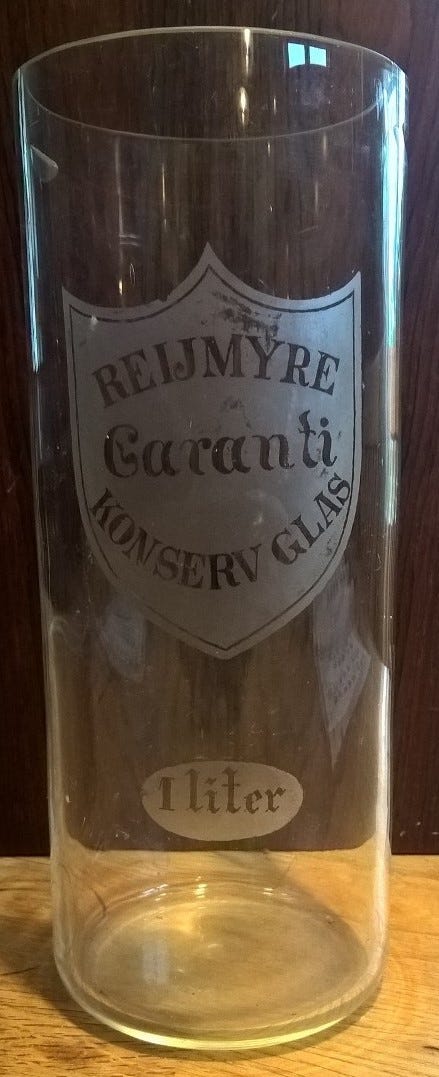 REIJMYRE
Garanti
KONSERV GLAS
1 liter